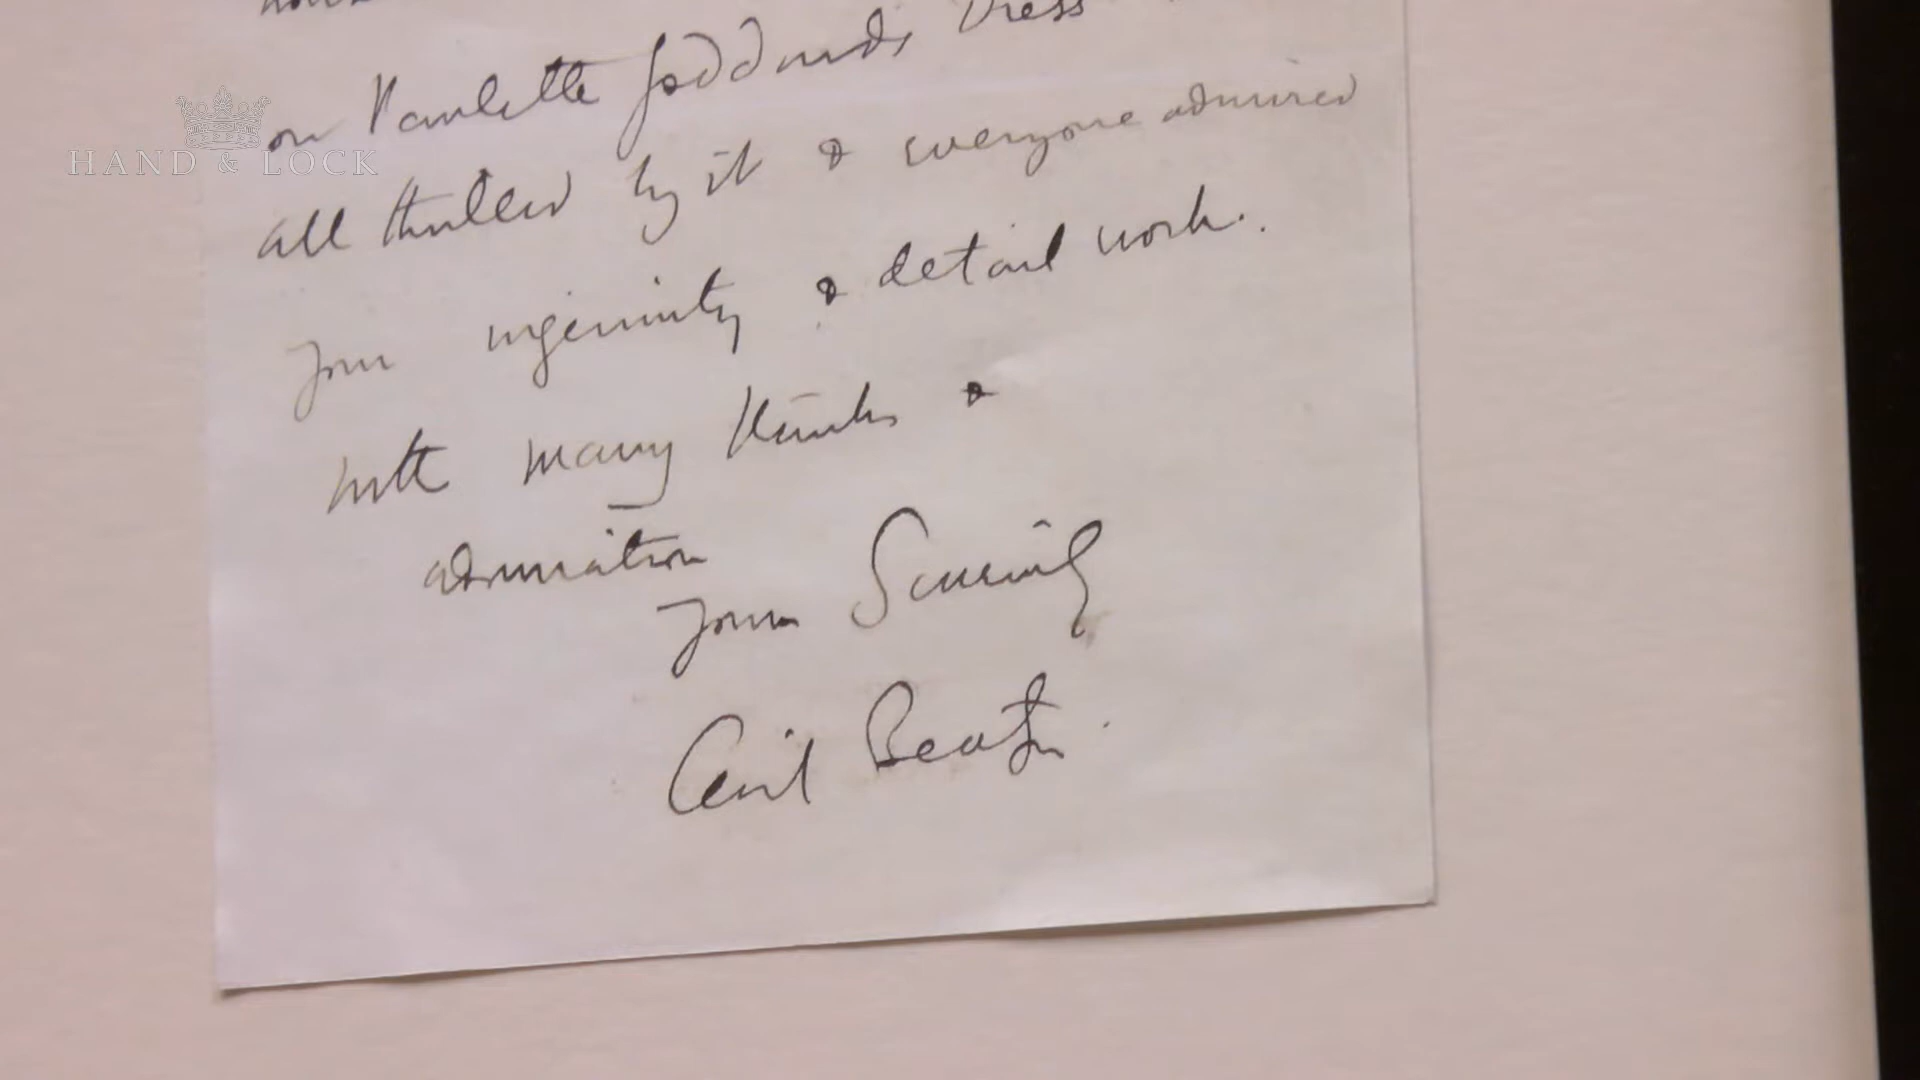 on Paulette Goddards Dress
all thrilled by it & everyone admired
HAND & LOCK
your ingenuity & detail work.
with many thanks &
admiration
Yours Sincerely
Cecil Beaton.